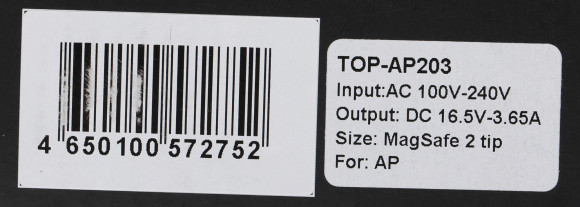 4 650100 572752
TOP-AP203
Input:AC 100V-240V
Output: DC 16.5V-3.65A
Size: MagSafe 2 tip
For: AP